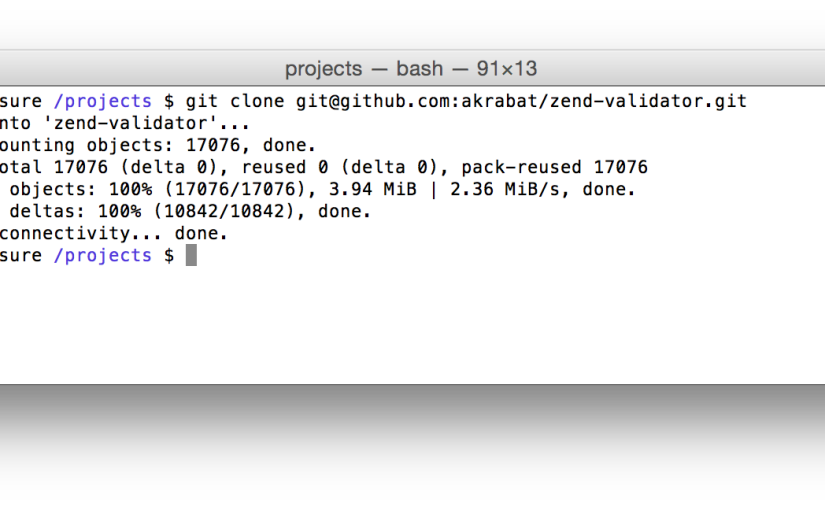 projects — bash — 91×13
sure /projects $ git clone git@github.com:akrabat/zend-validator.git
nto 'zend-validator'...
ounting objects: 17076, done.
otal 17076 (delta 0), reused 0 (delta 0), pack-reused 17076
objects: 100% (17076/17076), 3.94 MiB | 2.36 MiB/s, done.
deltas: 100% (10842/10842), done.
connectivity... done.
sure /projects $